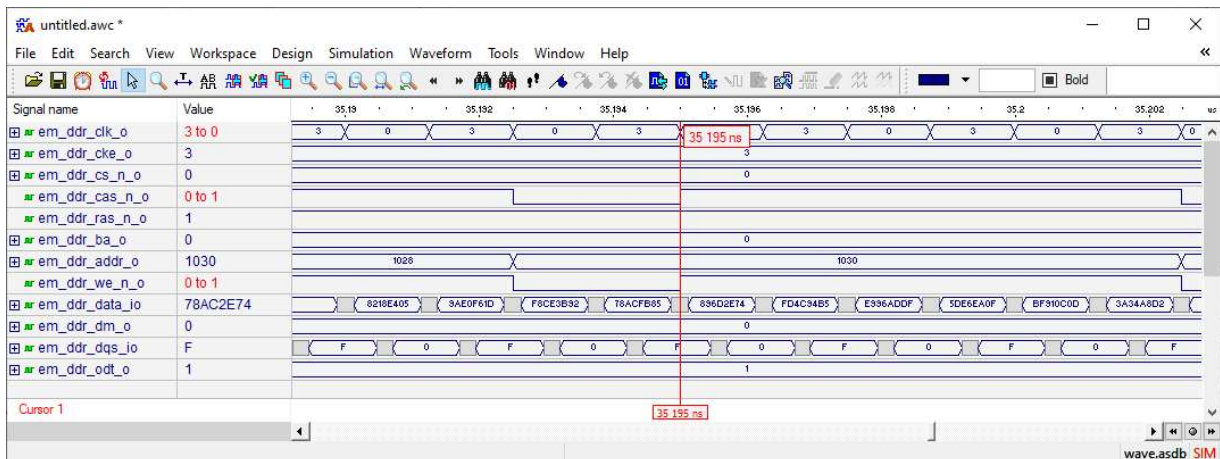 untitled.awc *
File Edit Search View Workspace Design Simulation Waveform Tools Window Help
Bold
Signal name Value 35,19 35,192 35,194 35,196 35,198 35,2 35,202 us
em_ddr_clk_o 3 to 0 3 0 3 0 3 35 195 ns 3 0 3 0 3 0
em_ddr_cke_o 3 3
em_ddr_cs_n_o 0 0
em_ddr_cas_n_o 0 to 1
em_ddr_ras_n_o 1
em_ddr_ba_o 0 0
em_ddr_addr_o 1030 1028 1030
em_ddr_we_n_o 0 to 1
em_ddr_data_io 78AC2E74 8218E405 9AE0F61D F8CE3B92 78ACFB85 896D2E74 FD4C94B5 E996ADDF 5DE6EA0F BF910C0D 3A34A8D2
em_ddr_dm_o 0 0
em_ddr_dqs_io F F 0 F 0 F 0 F 0 F 0 F
em_ddr_odt_o 1 1
Cursor 1 35 195 ns
wave.asdb SIM